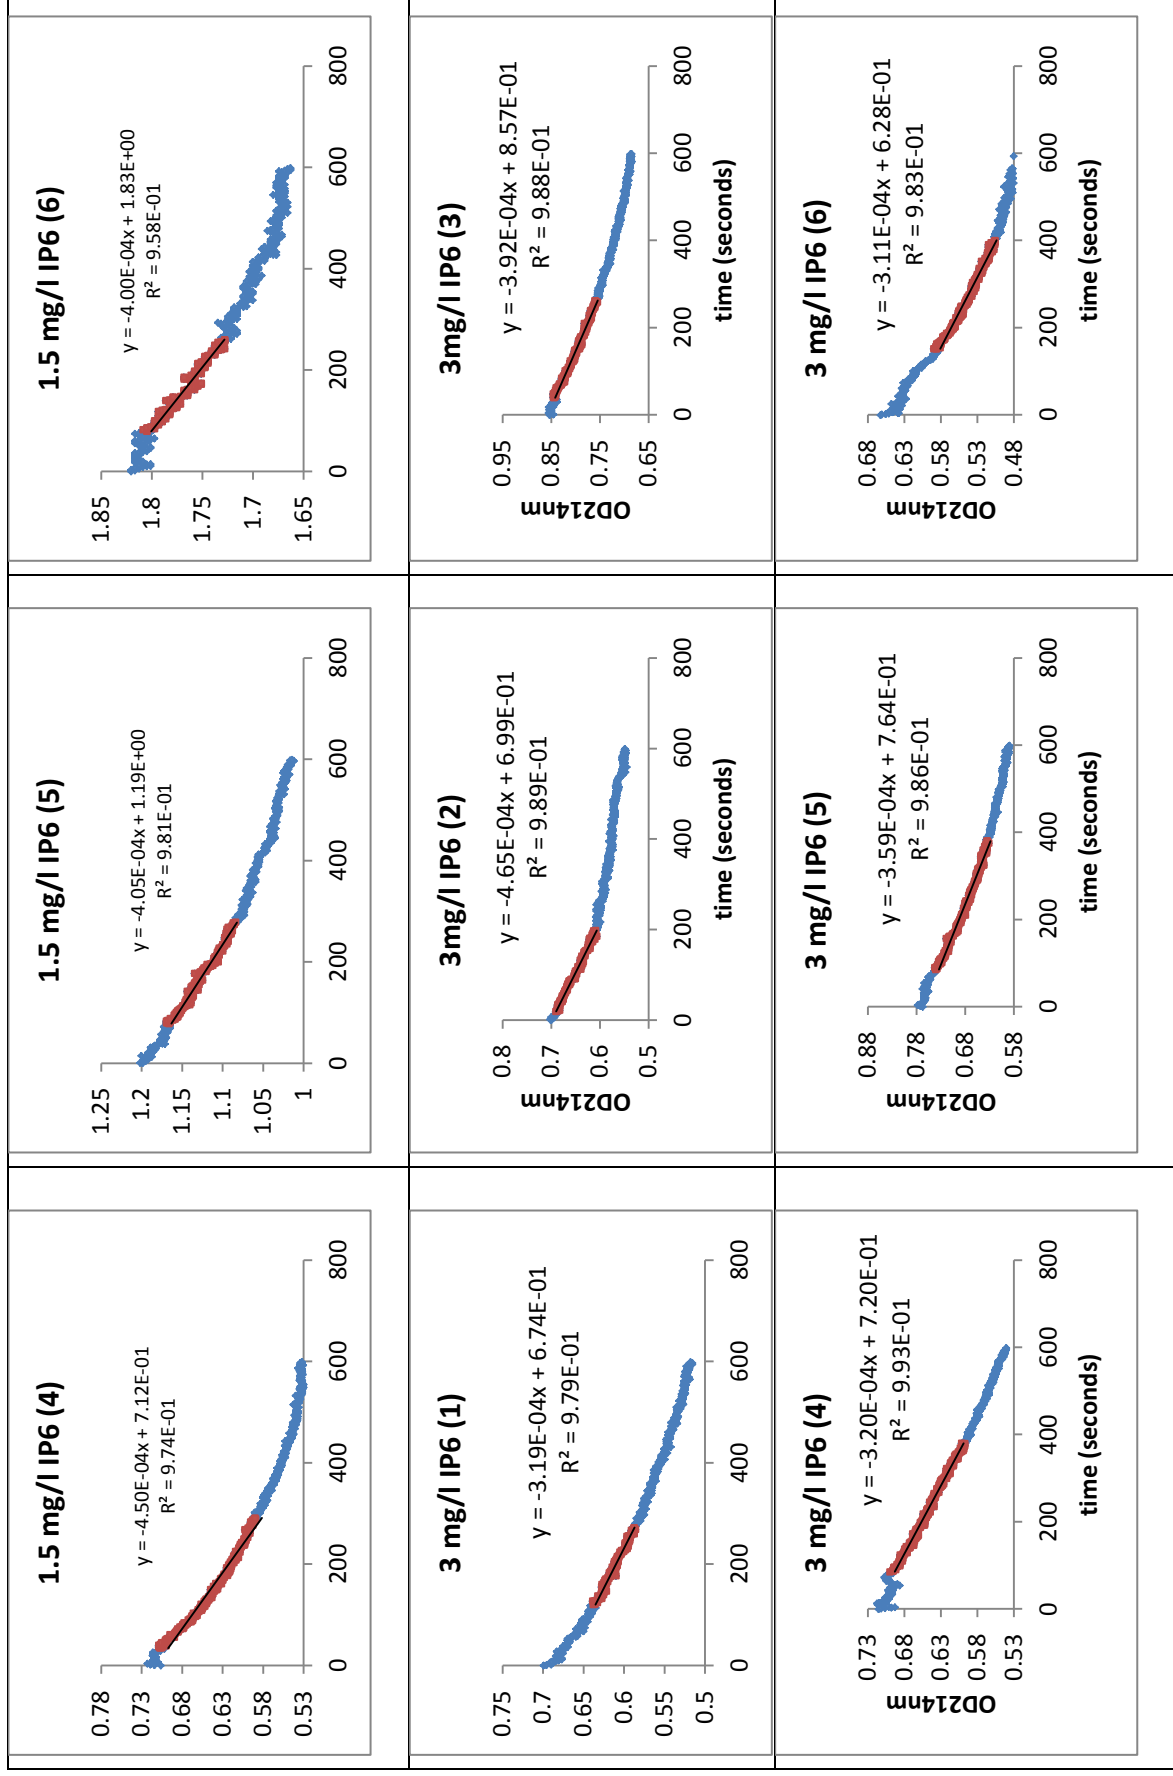 1.5 mg/l IP6 (4)
y = -4.50E-04x + 7.12E-01
R² = 9.74E-01
0.78
0.73
0.68
0.63
0.58
0.53
0 200 400 600 800
1.5 mg/l IP6 (5)
y = -4.05E-04x + 1.19E+00
R² = 9.81E-01
1.25
1.2
1.15
1.1
1.05
1
0 200 400 600 800
1.5 mg/l IP6 (6)
y = -4.00E-04x + 1.83E+00
R² = 9.58E-01
1.85
1.8
1.75
1.7
1.65
0 200 400 600 800
3 mg/l IP6 (1)
y = -3.19E-04x + 6.74E-01
R² = 9.79E-01
0.75
0.7
0.65
0.6
0.55
0.5
0 200 400 600 800
3mg/l IP6 (2)
y = -4.65E-04x + 6.99E-01
R² = 9.89E-01
0.8
0.7
0.6
0.5
OD214nm
0 200 400 600 800
time (seconds)
3mg/l IP6 (3)
y = -3.92E-04x + 8.57E-01
R² = 9.88E-01
0.95
0.85
0.75
0.65
OD214nm
0 200 400 600 800
time (seconds)
3 mg/l IP6 (4)
y = -3.20E-04x + 7.20E-01
R² = 9.93E-01
0.73
0.68
0.63
0.58
0.53
OD214nm
0 200 400 600 800
time (seconds)
3 mg/l IP6 (5)
y = -3.59E-04x + 7.64E-01
R² = 9.86E-01
0.88
0.78
0.68
0.58
OD214nm
0 200 400 600 800
time (seconds)
3 mg/l IP6 (6)
y = -3.11E-04x + 6.28E-01
R² = 9.83E-01
0.68
0.63
0.58
0.53
0.48
OD214nm
0 200 400 600 800
time (seconds)